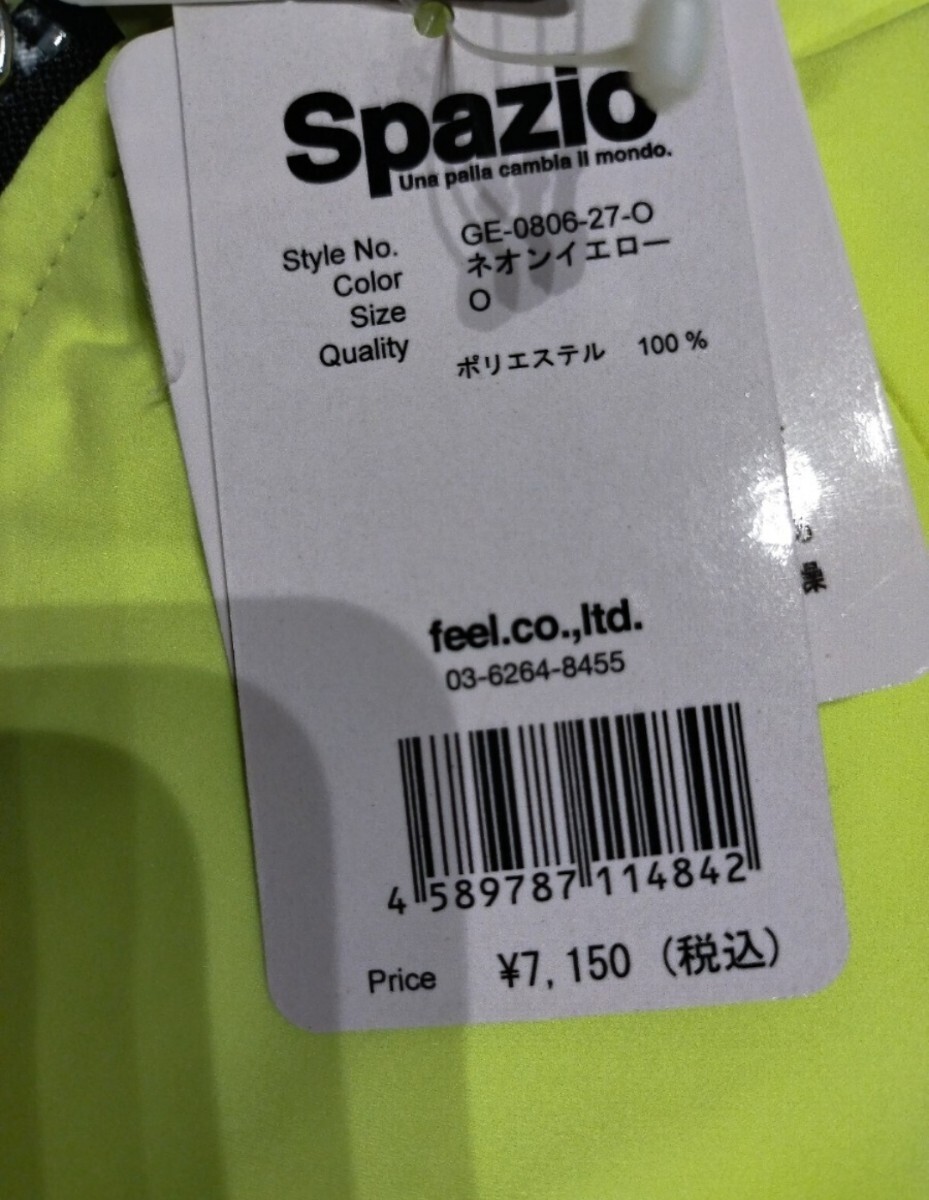 Spazio
Una palla cambia il mondo.
Style No. GE-0806-27-O
Color ネオンイエロー
Size O
Quality ポリエステル 100%
feel.co.,ltd.
03-6264-8455
4 589787 114842
Price ¥7,150 (税込)